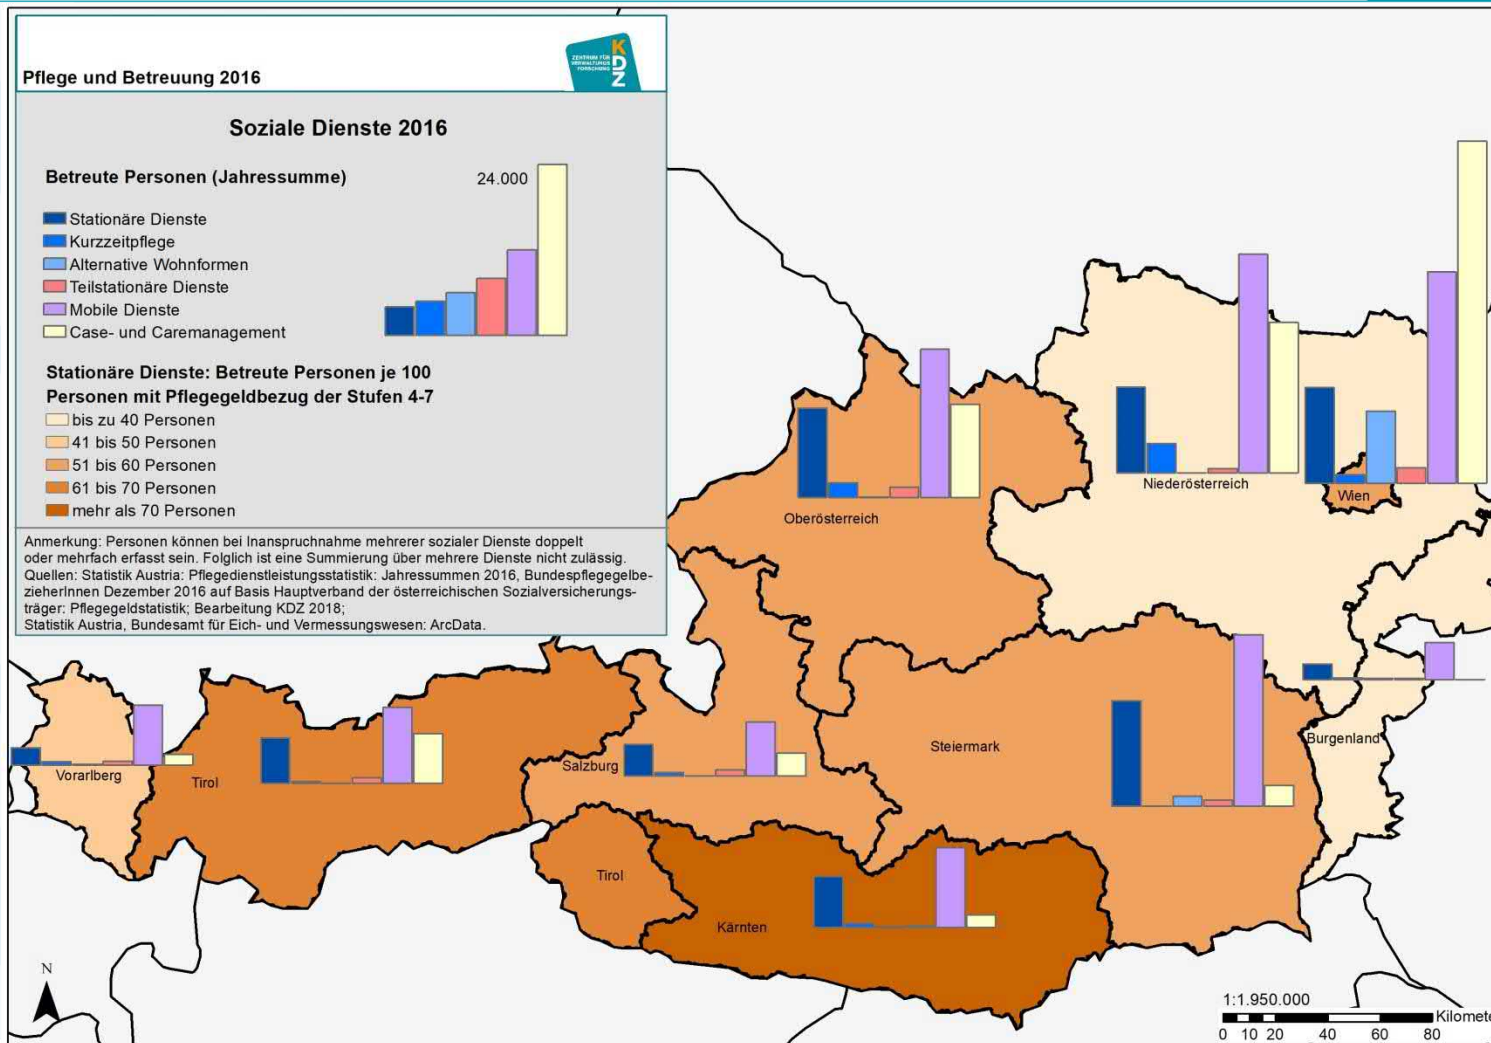 Pflege und Betreuung 2016
ZENTRUM FÜR
VERWALTUNGS
FORSCHUNG
KDZ
Soziale Dienste 2016
Betreute Personen (Jahressumme)
24.000
Stationäre Dienste
Kurzzeitpflege
Alternative Wohnformen
Teilstationäre Dienste
Mobile Dienste
Case- und Caremanagement
Stationäre Dienste: Betreute Personen je 100
Personen mit Pflegegeldbezug der Stufen 4-7
bis zu 40 Personen
41 bis 50 Personen
51 bis 60 Personen
61 bis 70 Personen
mehr als 70 Personen
Anmerkung: Personen können bei Inanspruchnahme mehrerer sozialer Dienste doppelt
oder mehrfach erfasst sein. Folglich ist eine Summierung über mehrere Dienste nicht zulässig.
Quellen: Statistik Austria: Pflegedienstleistungsstatistik: Jahressummen 2016, Bundespflegegelbe-
zieherInnen Dezember 2016 auf Basis Hauptverband der österreichischen Sozialversicherungs-
träger: Pflegegeldstatistik; Bearbeitung KDZ 2018;
Statistik Austria, Bundesamt für Eich- und Vermessungswesen: ArcData.
Niederösterreich
Wien
Oberösterreich
Steiermark
Burgenland
Salzburg
Vorarlberg
Tirol
Tirol
Kärnten
N
1:1.950.000
Kilomete
0 10 20 40 60 80